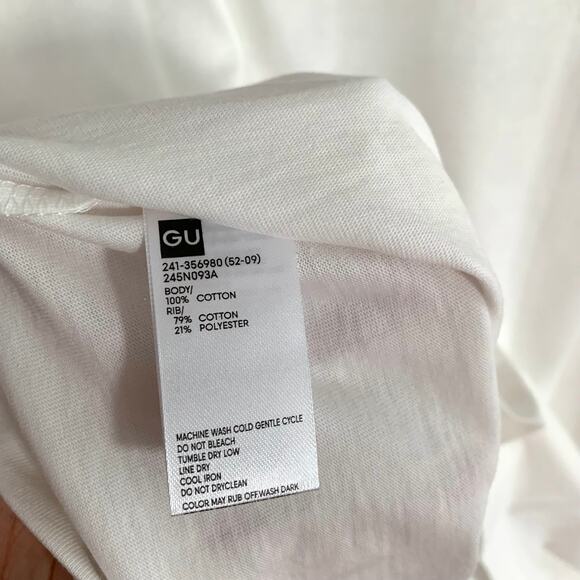 GU
241-356980 (52-09)
245N093A
BODY/
100% COTTON
RIB/
79% COTTON
21% POLYESTER
MACHINE WASH COLD GENTLE CYCLE
DO NOT BLEACH
TUMBLE DRY LOW
LINE DRY
COOL IRON
DO NOT DRYCLEAN
COLOR MAY RUB OFF.WASH DARK